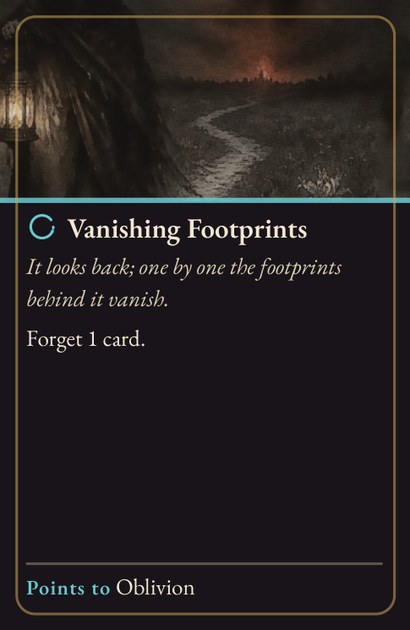 Vanishing Footprints
It looks back; one by one the footprints
behind it vanish.
Forget 1 card.
Points to Oblivion